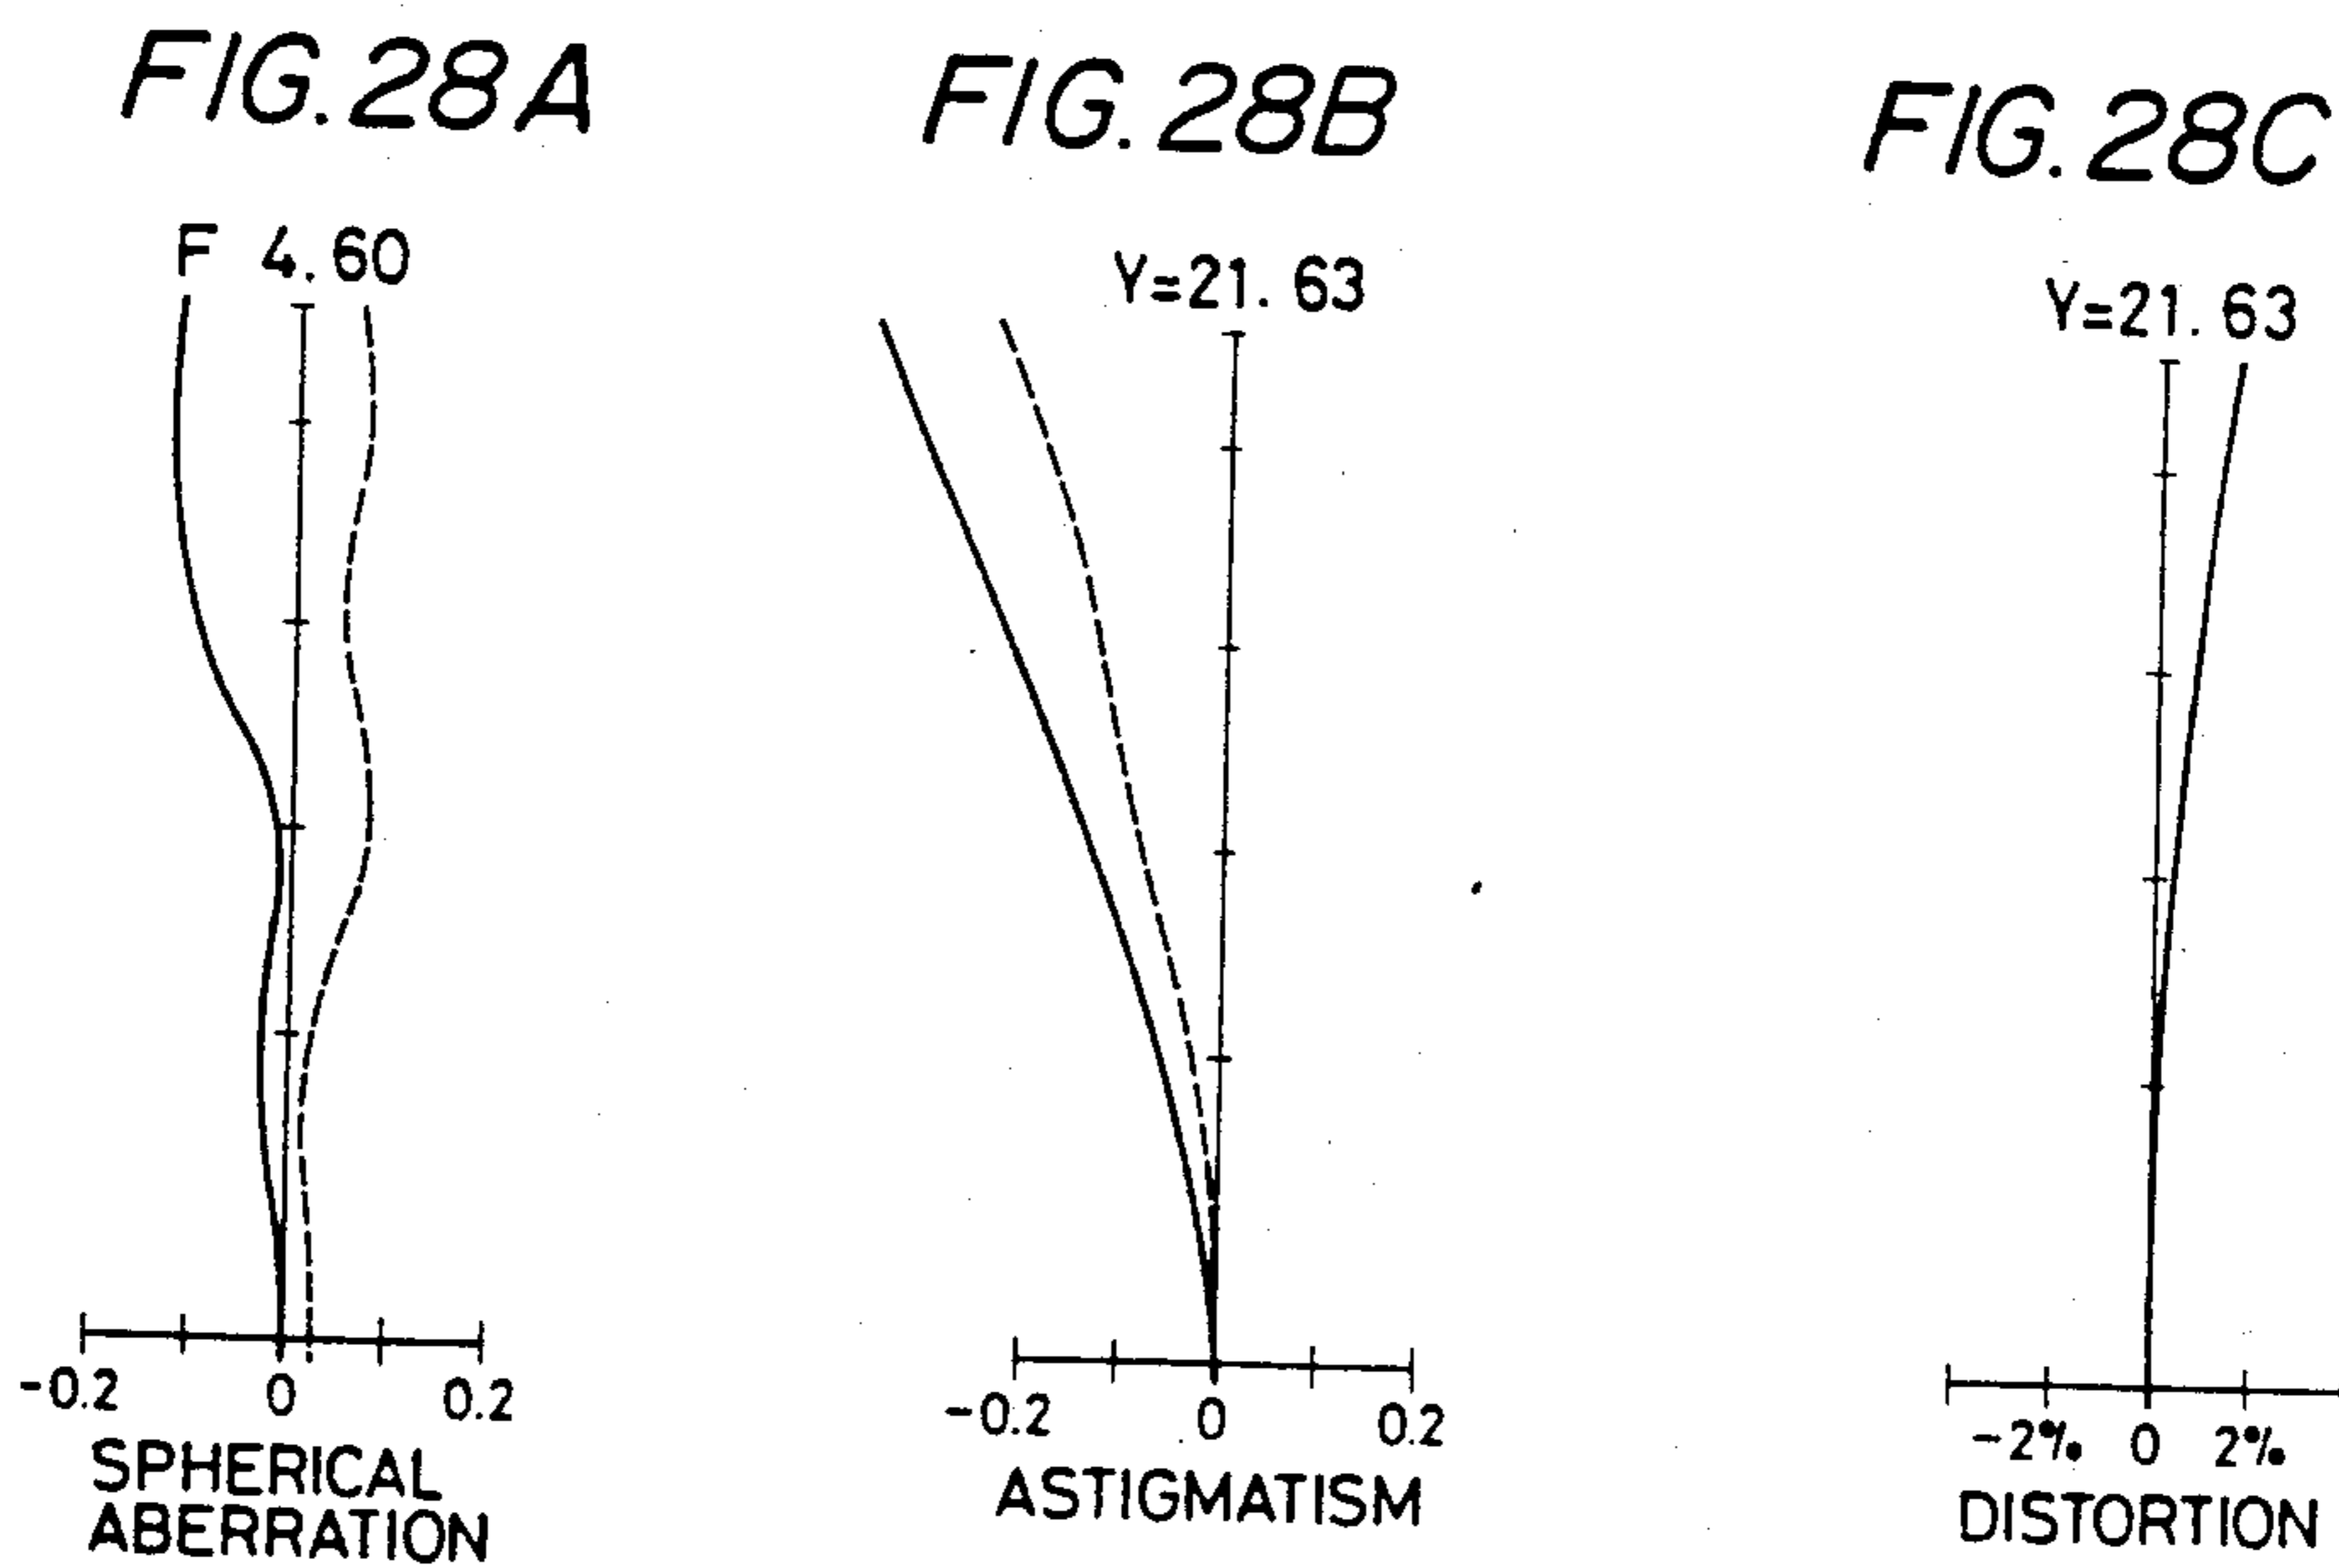 FIG.28A
F 4.60
-0.2 0 0.2
SPHERICAL
ABERRATION
FIG.28B
Y=21.63
-0.2 0 0.2
ASTIGMATISM
FIG.28C
Y=21.63
-2% 0 2%
DISTORTION